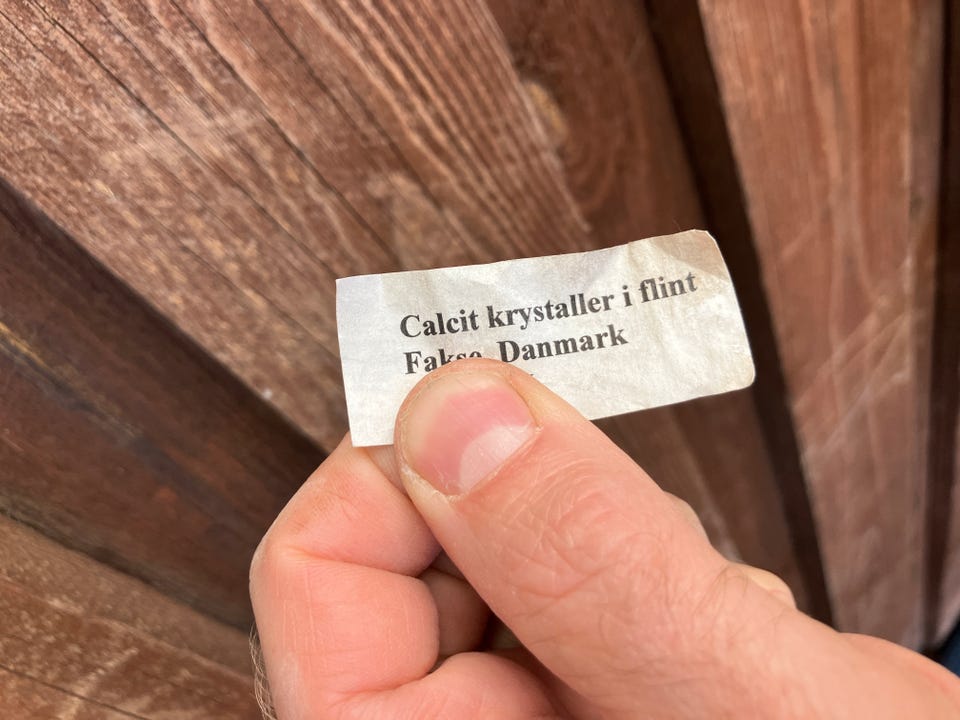 Calcit krystaller i flint
Fakse, Danmark